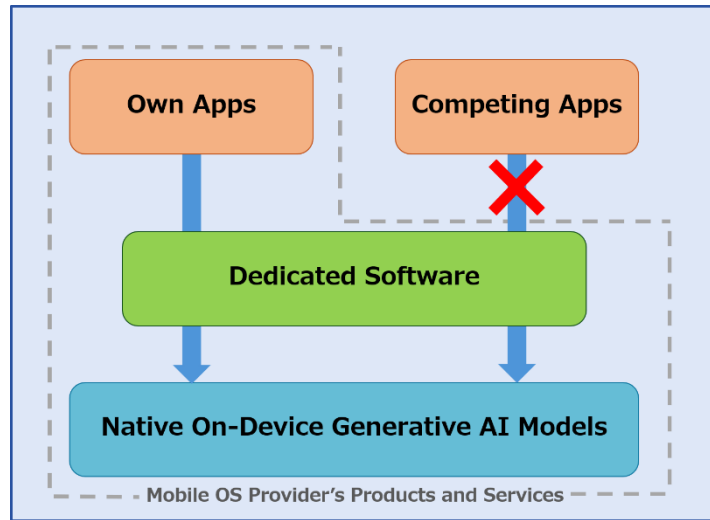 Own Apps
Competing Apps
Dedicated Software
Native On-Device Generative AI Models
Mobile OS Provider’s Products and Services